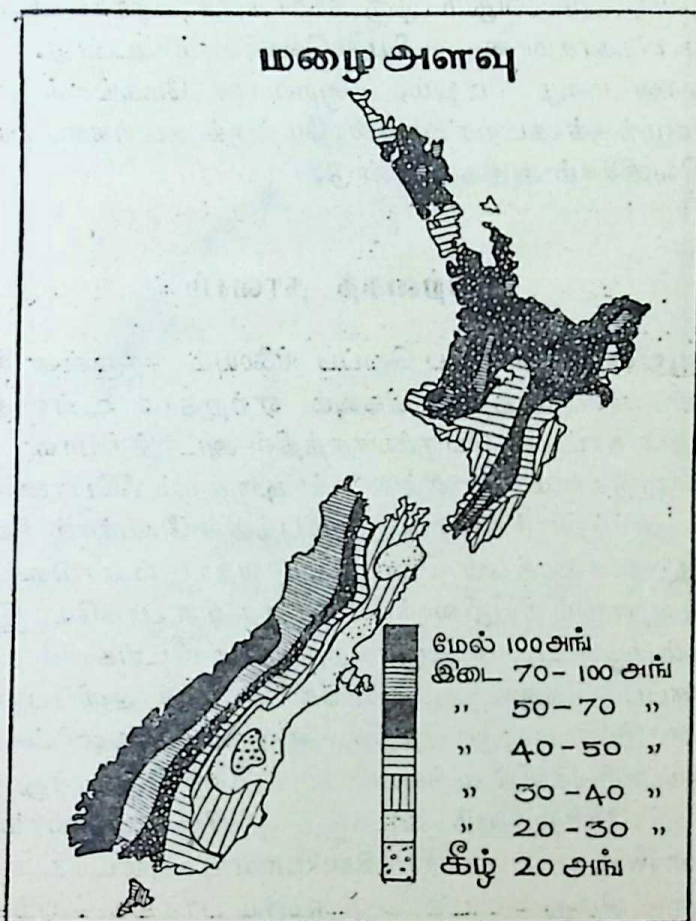 மழை அளவு
மேல் 100 அங்
இடை 70 - 100 அங்
,, 50 - 70 ,,
,, 40 - 50 ,,
,, 30 - 40 ,,
,, 20 - 30 ,,
கீழ் 20 அங்